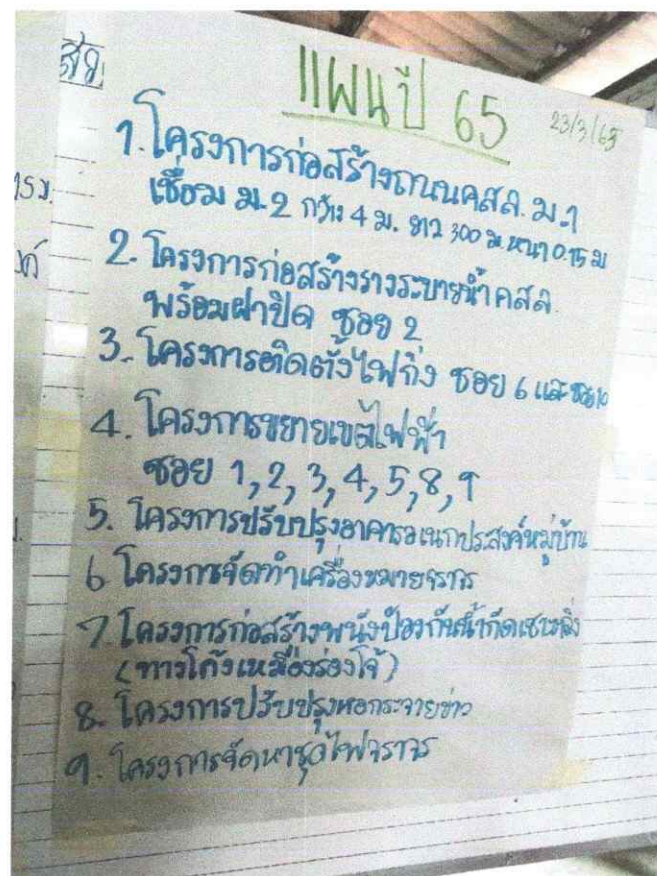 สย
แผนปี 65
23/3/65
1. โครงการก่อสร้างถนนคสล. ม.1
เชื่อม ม.2 กว้าง 4 ม. ยาว 300 ม. หนา 0.15 ม
2. โครงการก่อสร้างรางระบายน้ำ คสล.
พร้อมฝาปิด ซอย 2
3. โครงการติดตั้งไฟกิ่ง ซอย 6 และ ซอย 10
4. โครงการขยายเขตไฟฟ้า
ซอย 1, 2, 3, 4, 5, 8, 9
5. โครงการปรับปรุงอาคารอเนกประสงค์หมู่บ้าน
6 โครงการจัดทำเครื่องหมายจราจร
7. โครงการก่อสร้างพนังป้องกันน้ำกัดเซาะตลิ่ง
(ทางโค้งเหมืองร่องโจ้)
8. โครงการปรับปรุงหอกระจายข่าว
9. โครงการจัดหาชุดไฟจราจร